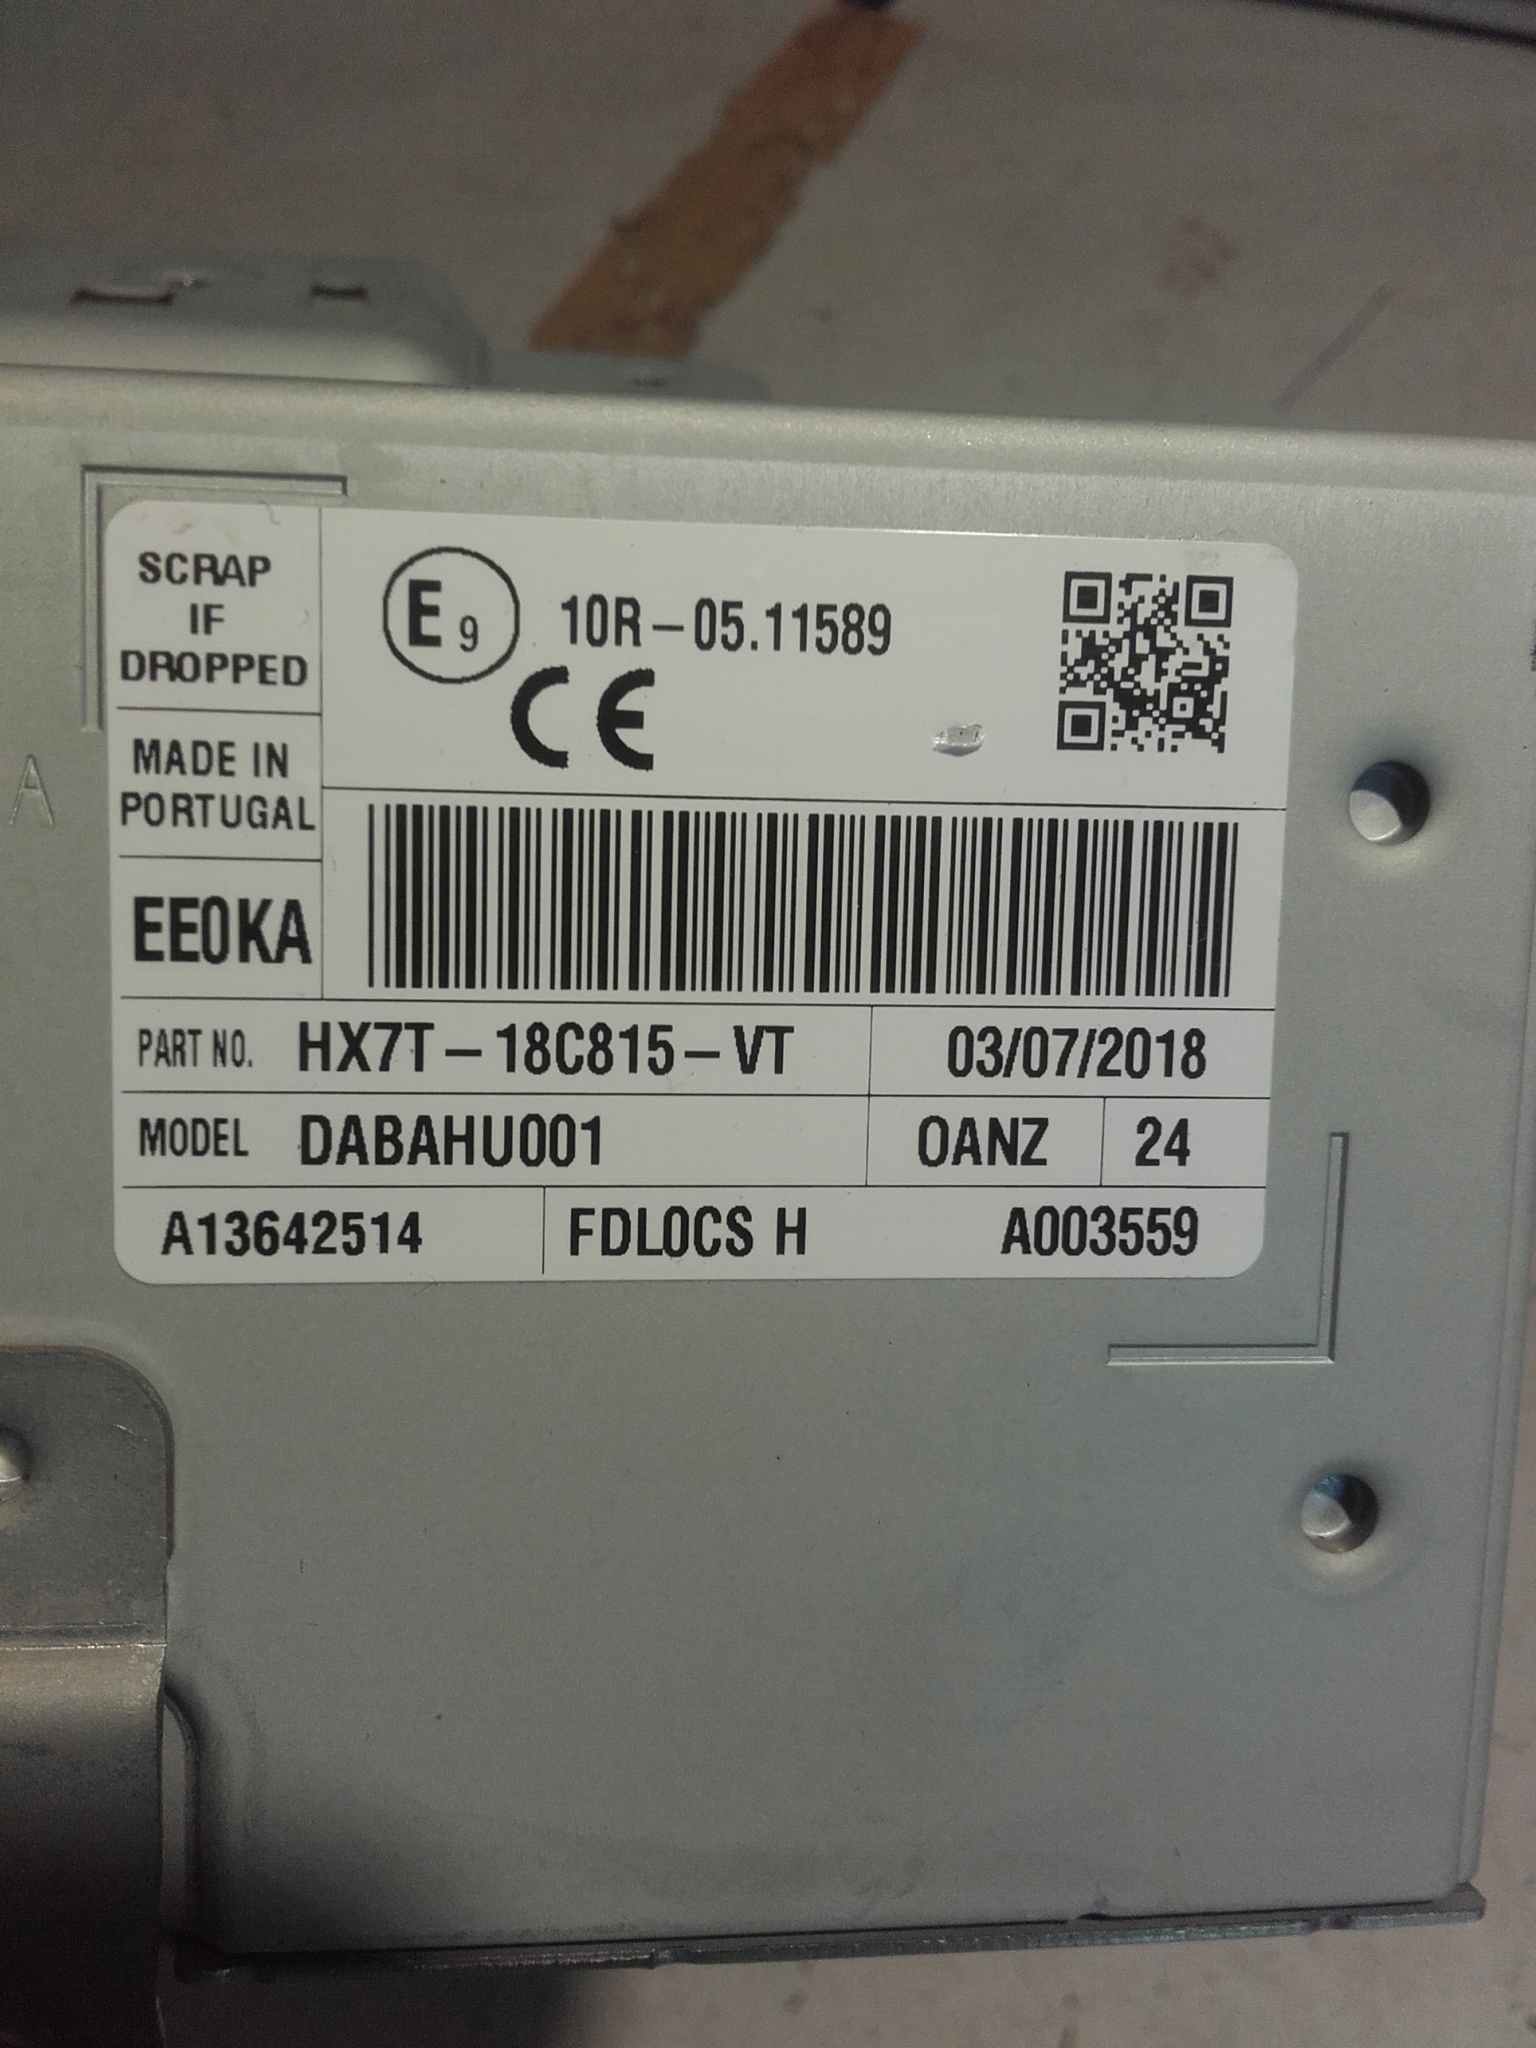 SCRAP
IF
DROPPED
E9 10R-05.11589
CE
MADE IN
PORTUGAL
EE0KA
PART NO. HX7T-18C815-VT 03/07/2018
MODEL DABAHU001 OANZ 24
A13642514 FDL0CS H A003559
A